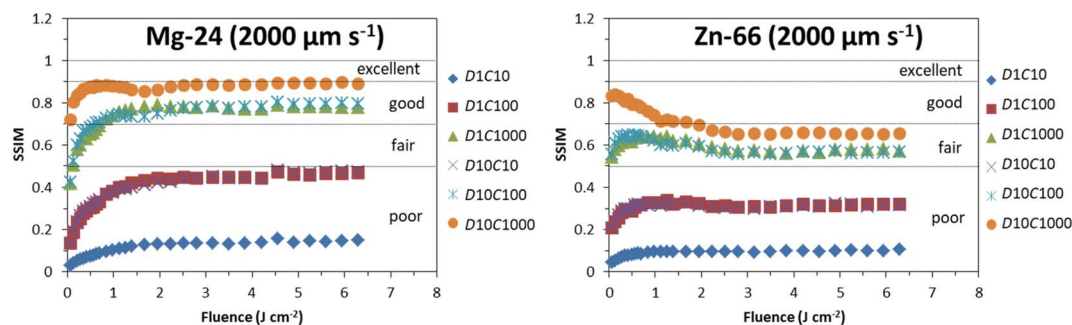 Mg-24 (2000 µm s⁻¹)
1.2
1
0.8
0.6
0.4
0.2
0
SSIM
excellent
good
fair
poor
0 1 2 3 4 5 6 7 8
Fluence (J cm⁻²)
D1C10
D1C100
D1C1000
D10C10
D10C100
D10C1000
Zn-66 (2000 µm s⁻¹)
1.2
1
0.8
0.6
0.4
0.2
0
SSIM
excellent
good
fair
poor
0 1 2 3 4 5 6 7 8
Fluence (J cm⁻²)
D1C10
D1C100
D1C1000
D10C10
D10C100
D10C1000